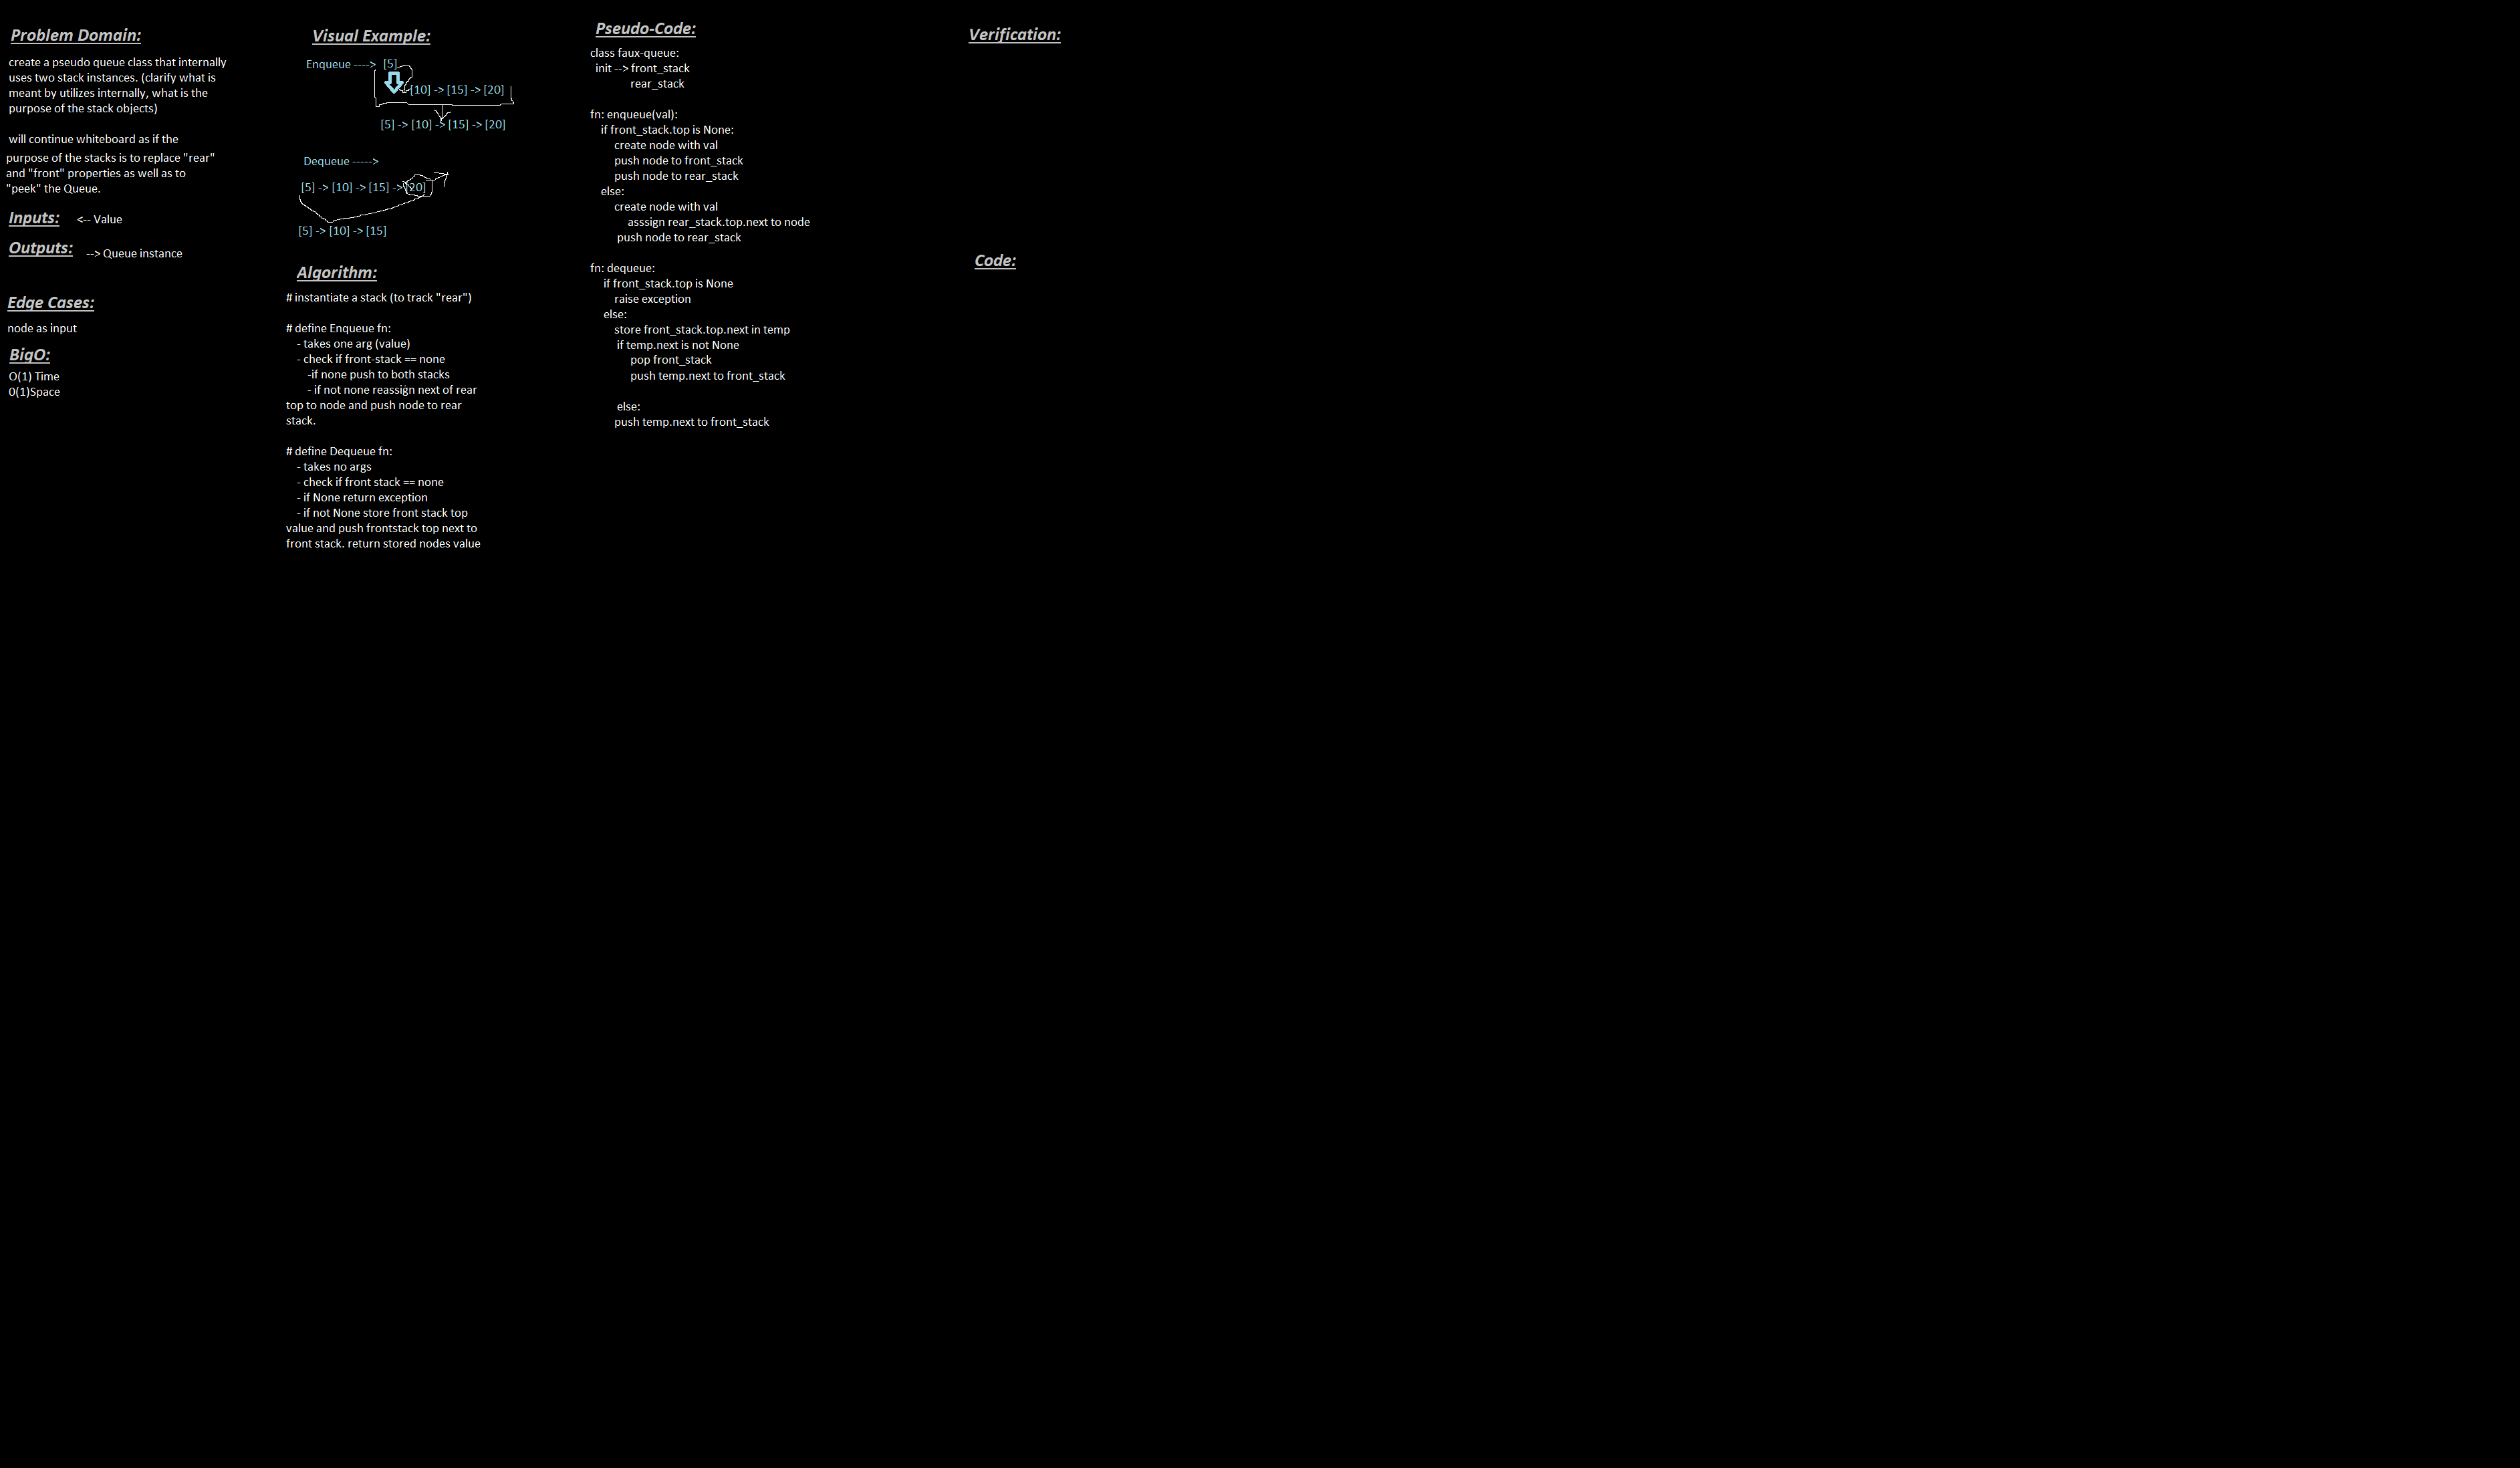 Problem Domain:
create a pseudo queue class that internally
uses two stack instances. (clarify what is
meant by utilizes internally, what is the
purpose of the stack objects)
will continue whiteboard as if the
purpose of the stacks is to replace "rear"
and "front" properties as well as to
"peek" the Queue.
Inputs: <-- Value
Outputs: --> Queue instance
Edge Cases:
node as input
BigO:
O(1) Time
0(1)Space
Visual Example:
Enqueue ----> [5]
[10] -> [15] -> [20]
[5] -> [10] -> [15] -> [20]
Dequeue ----->
[5] -> [10] -> [15] -> [20]
[5] -> [10] -> [15]
Algorithm:
# instantiate a stack (to track "rear")
# define Enqueue fn:
- takes one arg (value)
- check if front-stack == none
-if none push to both stacks
- if not none reassign next of rear
top to node and push node to rear
stack.
# define Dequeue fn:
- takes no args
- check if front stack == none
- if None return exception
- if not None store front stack top
value and push frontstack top next to
front stack. return stored nodes value
Pseudo-Code:
class faux-queue:
init --> front_stack
rear_stack
fn: enqueue(val):
if front_stack.top is None:
create node with val
push node to front_stack
push node to rear_stack
else:
create node with val
asssign rear_stack.top.next to node
push node to rear_stack
fn: dequeue:
if front_stack.top is None
raise exception
else:
store front_stack.top.next in temp
if temp.next is not None
pop front_stack
push temp.next to front_stack
else:
push temp.next to front_stack
Verification:
Code: